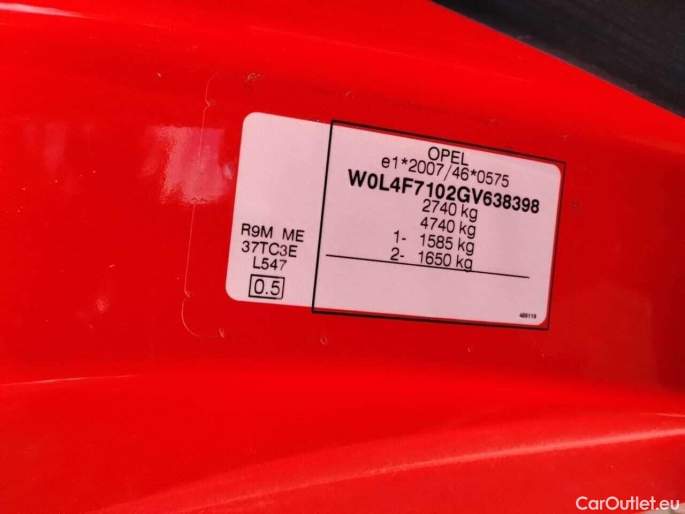 OPEL
e1*2007/46*0575
W0L4F7102GV638398
2740 kg
4740 kg
1- 1585 kg
2- 1650 kg
R9M ME
37TC3E
L547
0.5
CarOutlet.eu